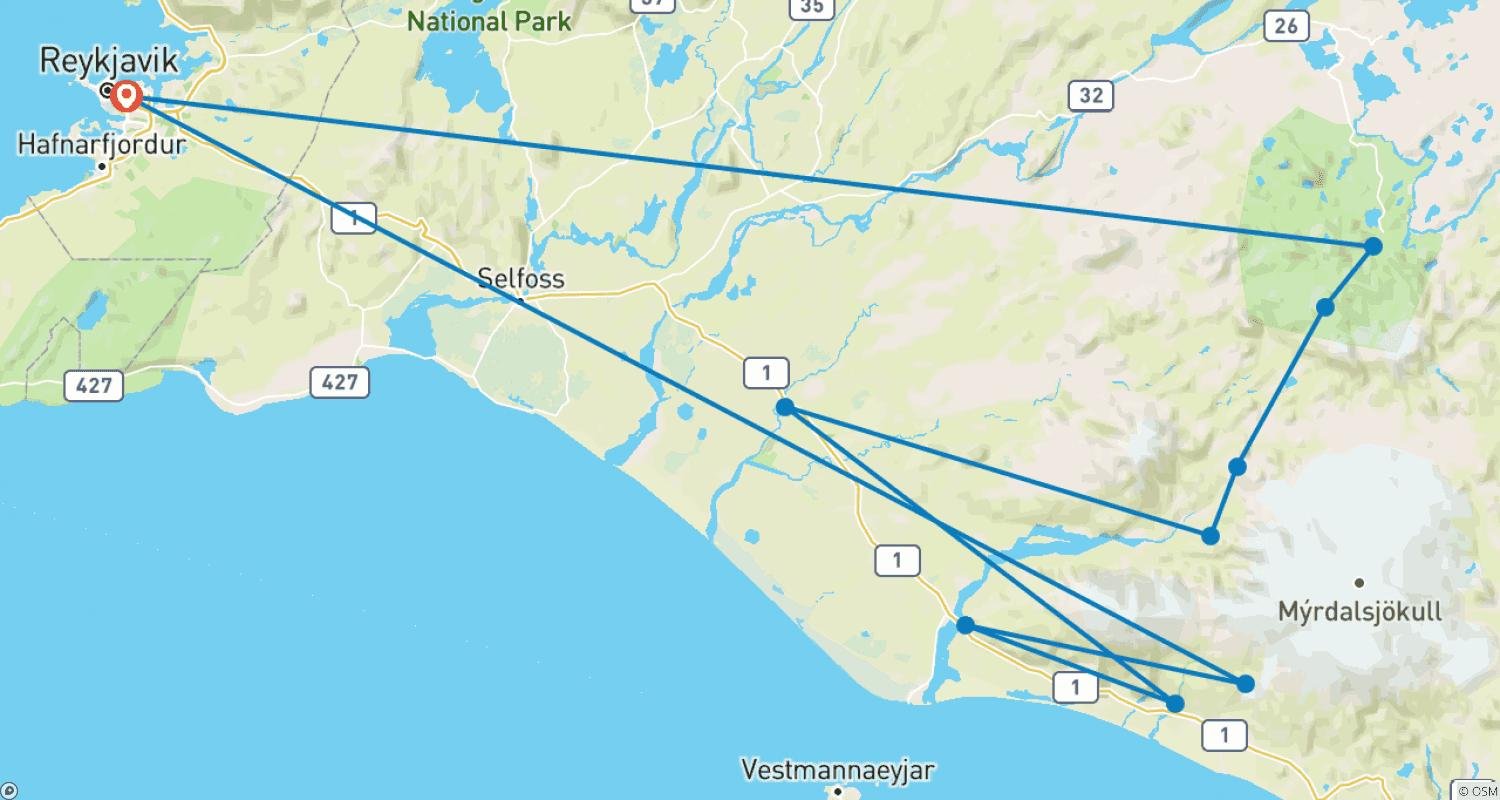 35
National Park
26
Reykjavik
32
Hafnarfjordur
1
Selfoss
1
427
427
1
Mýrdalsjökull
1
1
Vestmannaeyjar
© OSM